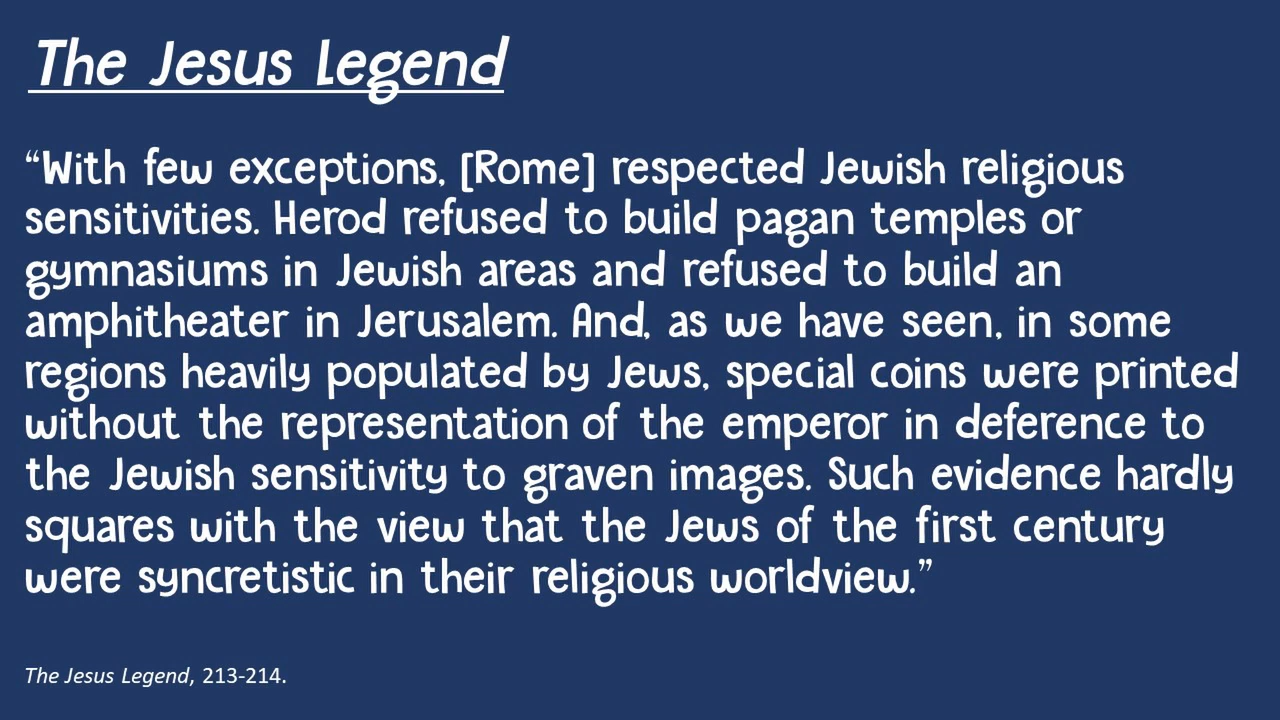 The Jesus Legend
“With few exceptions, [Rome] respected Jewish religious
sensitivities. Herod refused to build pagan temples or
gymnasiums in Jewish areas and refused to build an
amphitheater in Jerusalem. And, as we have seen, in some
regions heavily populated by Jews, special coins were printed
without the representation of the emperor in deference to
the Jewish sensitivity to graven images. Such evidence hardly
squares with the view that the Jews of the first century
were syncretistic in their religious worldview.”
The Jesus Legend, 213-214.